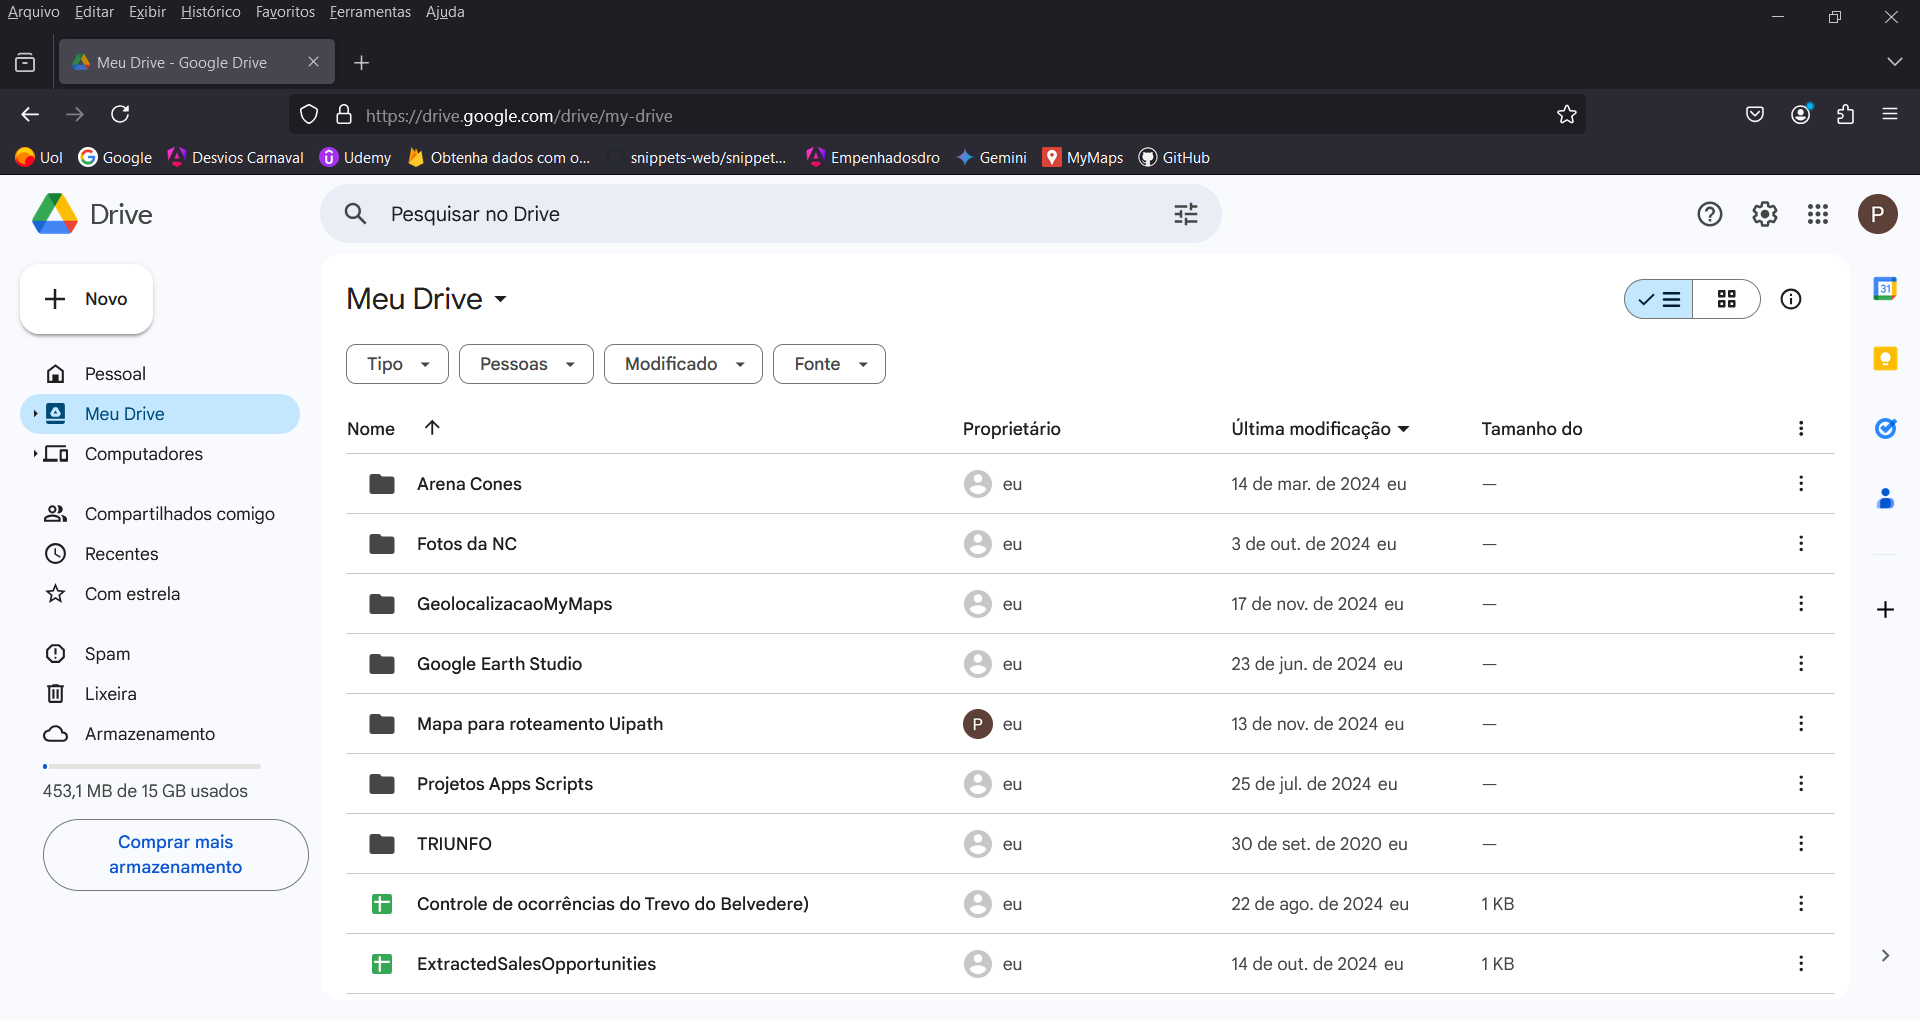 Arquivo Editar Exibir Histórico Favoritos Ferramentas Ajuda
Meu Drive - Google Drive
https://drive.google.com/drive/my-drive
Uol Google Desvios Carnaval Udemy Obtenha dados com o... snippets-web/snippet... Empenhadosdro Gemini MyMaps GitHub
Drive
Pesquisar no Drive
P
Novo
Pessoal
Meu Drive
Computadores
Compartilhados comigo
Recentes
Com estrela
Spam
Lixeira
Armazenamento
453,1 MB de 15 GB usados
Comprar mais
armazenamento
Meu Drive
Tipo Pessoas Modificado Fonte
Nome Proprietário Última modificação Tamanho do
Arena Cones eu 14 de mar. de 2024 eu —
Fotos da NC eu 3 de out. de 2024 eu —
GeolocalizacaoMyMaps eu 17 de nov. de 2024 eu —
Google Earth Studio eu 23 de jun. de 2024 eu —
Mapa para roteamento Uipath P eu 13 de nov. de 2024 eu —
Projetos Apps Scripts eu 25 de jul. de 2024 eu —
TRIUNFO eu 30 de set. de 2020 eu —
Controle de ocorrências do Trevo do Belvedere) eu 22 de ago. de 2024 eu 1 KB
ExtractedSalesOpportunities eu 14 de out. de 2024 eu 1 KB
31